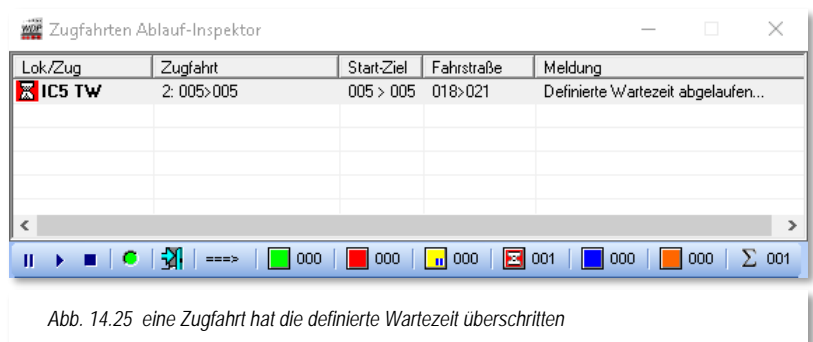 WDP Zugfahrten Ablauf-Inspektor
Lok/Zug Zugfahrt Start-Ziel Fahrstraße Meldung
IC5 TW 2: 005>005 005 > 005 018>021 Definierte Wartezeit abgelaufen...
===> 000 000 000 001 000 000 Σ 001
Abb. 14.25 eine Zugfahrt hat die definierte Wartezeit überschritten